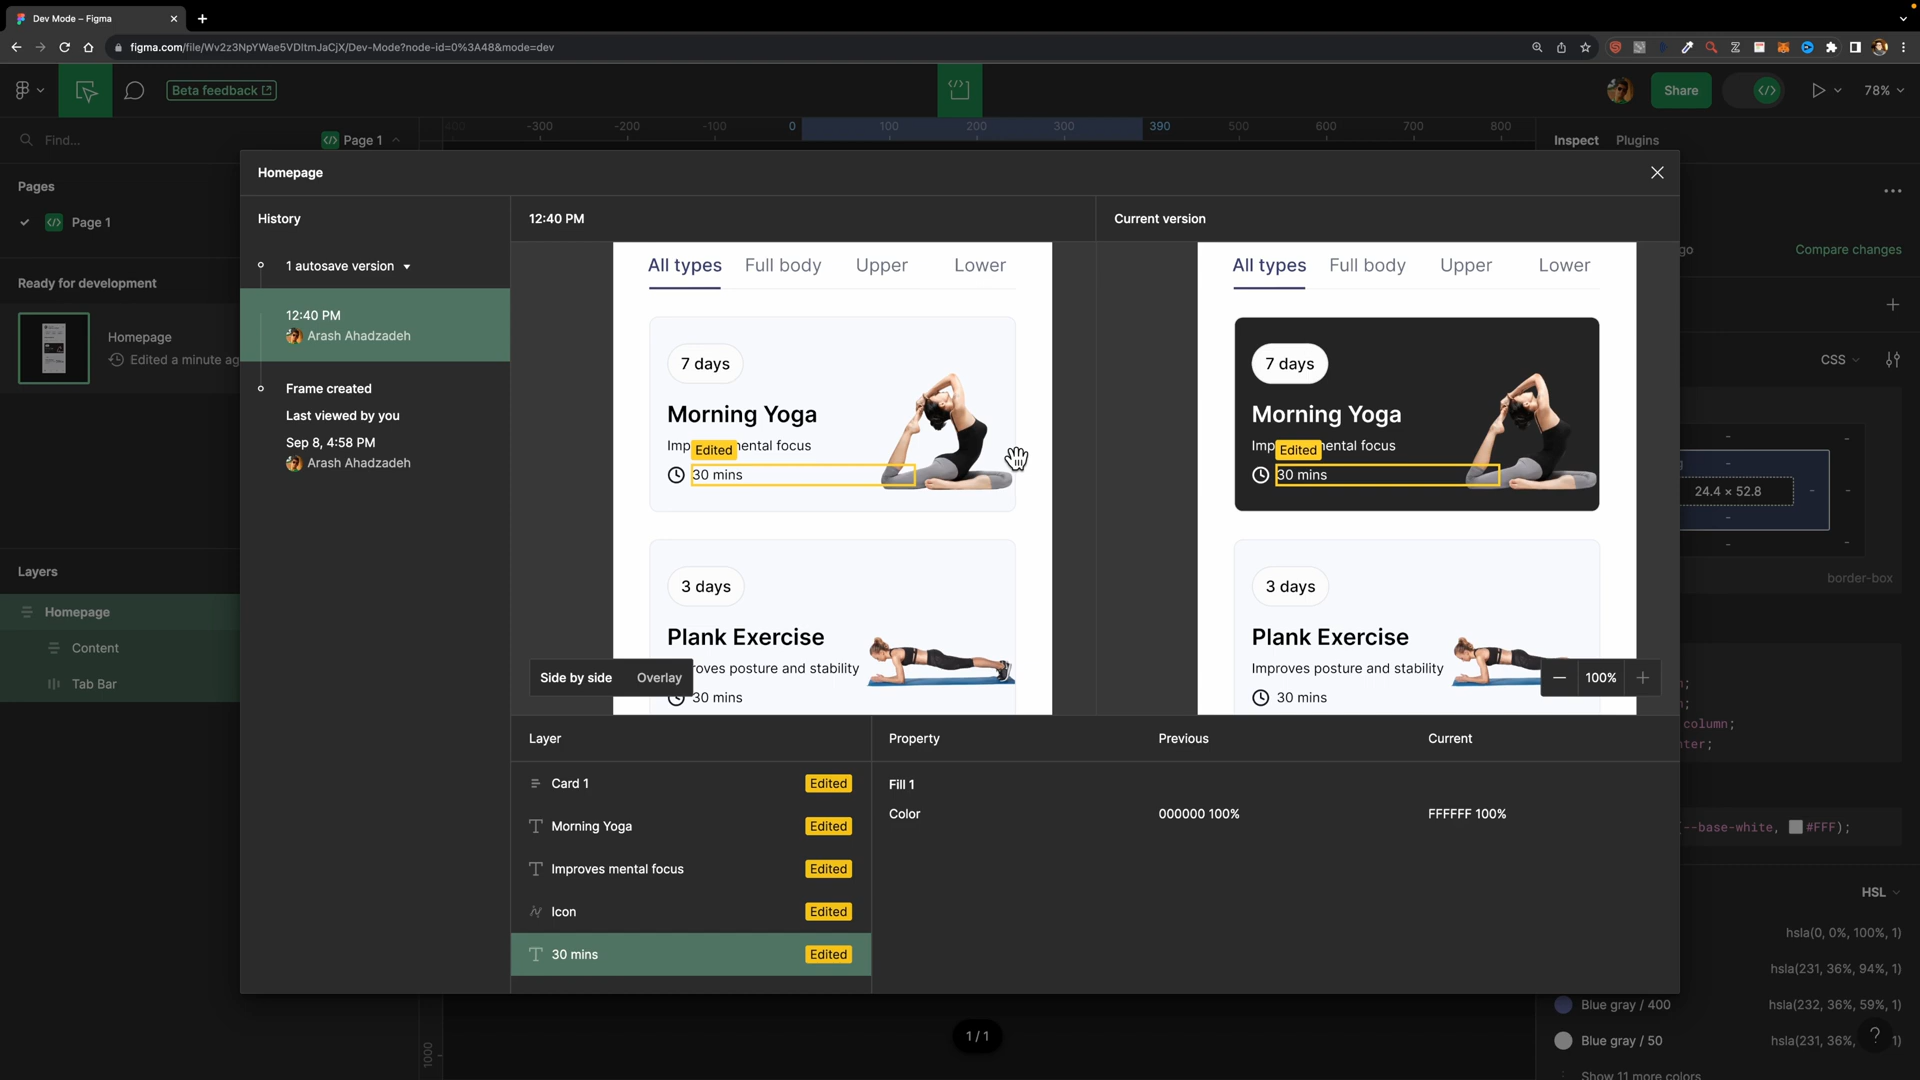 Dev Mode – Figma
figma.com/file/Wv2z3NpYWae5VDltmJaCjX/Dev-Mode?node-id=0%3A48&mode=dev
Beta feedback
Share
78%
Find...
Page 1
-300
-200
-100
0
100
200
300
390
500
600
700
800
Inspect
Plugins
Pages
Page 1
Ready for development
Homepage
Edited a minute ag
Layers
Homepage
Content
Tab Bar
Homepage
History
1 autosave version
12:40 PM
Arash Ahadzadeh
Frame created
Last viewed by you
Sep 8, 4:58 PM
Arash Ahadzadeh
12:40 PM
All types
Full body
Upper
Lower
7 days
Morning Yoga
Imp
Edited
ental focus
30 mins
3 days
Plank Exercise
roves posture and stability
30 mins
Side by side
Overlay
Current version
All types
Full body
Upper
Lower
7 days
Morning Yoga
Imp
Edited
ental focus
30 mins
3 days
Plank Exercise
Improves posture and stability
30 mins
100%
Layer
Card 1
Edited
Morning Yoga
Edited
Improves mental focus
Edited
Icon
Edited
30 mins
Edited
Property
Previous
Current
Fill 1
Color
000000 100%
FFFFFF 100%
go
Compare changes
CSS
24.4 × 52.8
border-box
column;
nter;
--base-white, #FFF);
HSL
hsla(0, 0%, 100%, 1)
hsla(231, 36%, 94%, 1)
Blue gray / 400
hsla(232, 36%, 59%, 1)
Blue gray / 50
hsla(231, 36%,
1)
?
Show 11 more colors
1 / 1
1000